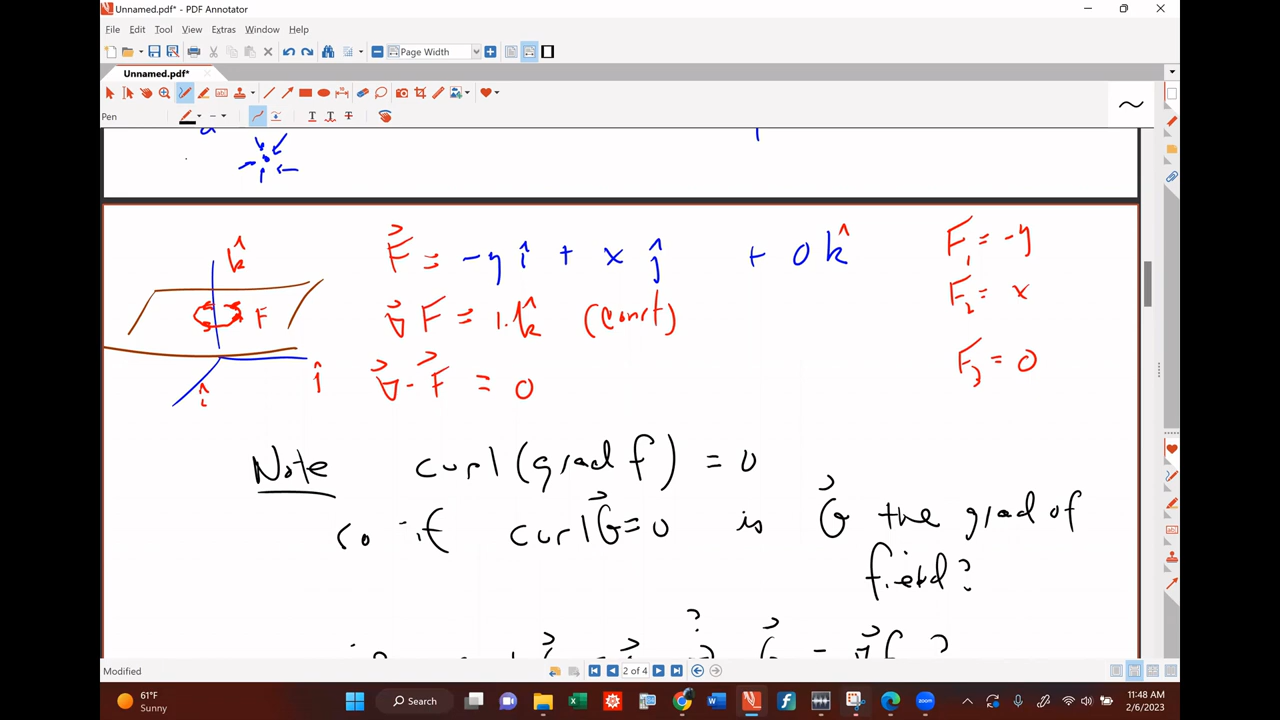 Unnamed.pdf* - PDF Annotator
File Edit Tool View Extras Window Help
Page Width
Unnamed.pdf*
Pen
k̂
F⃗ = -y î + x ĵ + 0 k̂
F₁ = -y
F
∇⃗ F = 1.k̂ (const)
F₂ = x
î
ĵ
∇⃗ · F⃗ = 0
F₃ = 0
Note curl(grad f) = 0
so if curl G⃗ = 0 is G⃗ the grad of
field?
Modified
2 of 4
61°F
Sunny
Search
11:48 AM
2/6/2023